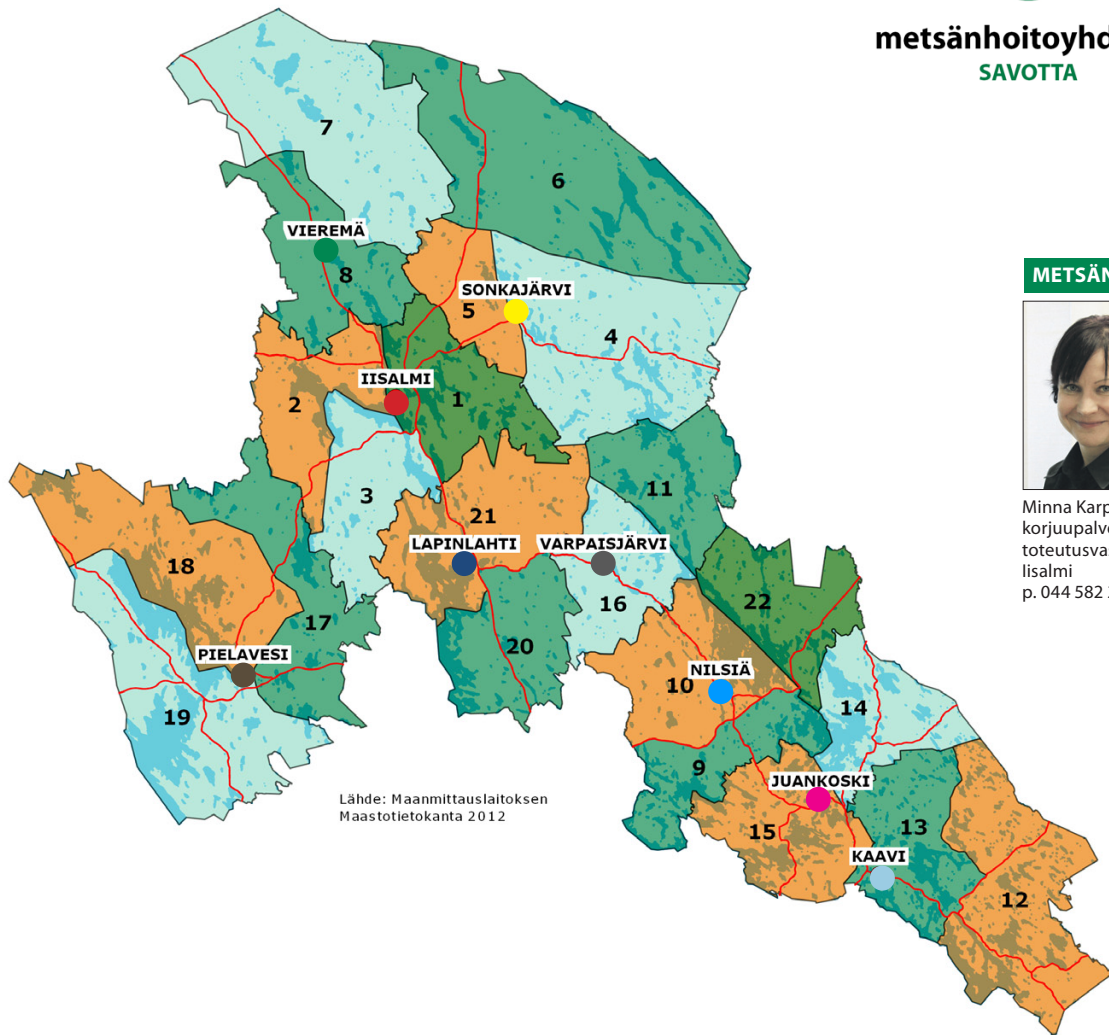 metsänhoitoyhd
SAVOTTA
7
6
VIEREMÄ
8
SONKAJÄRVI
5
4
METSÄN
IISALMI
2
1
3
11
21
LAPINLAHTI
VARPAISJÄRVI
18
16
22
17
20
PIELAVESI
NILSIÄ
10
19
14
9
JUANKOSKI
15
13
KAAVI
12
Lähde: Maanmittauslaitoksen
Maastotietokanta 2012
Minna Karp
korjuupalve
toteutusva
Iisalmi
p. 044 582